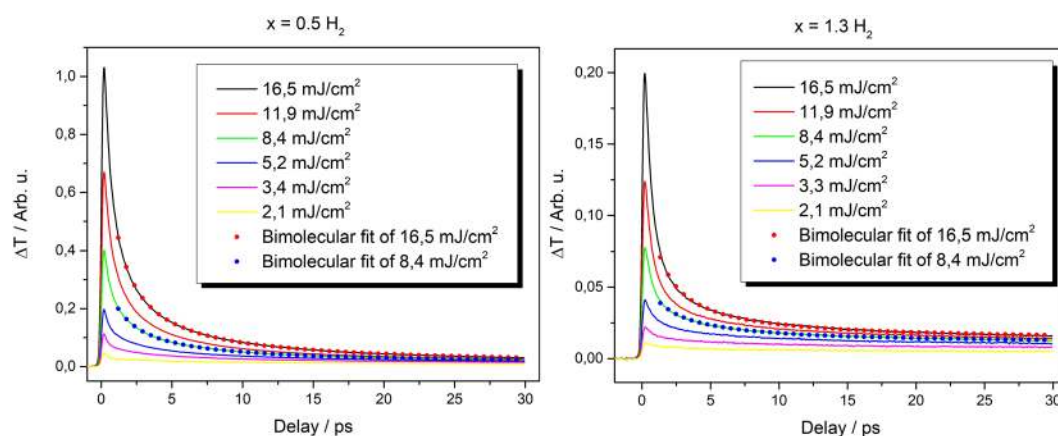 x = 0.5 H₂
ΔT / Arb. u.
1,0
0,8
0,6
0,4
0,2
0,0
16,5 mJ/cm²
11,9 mJ/cm²
8,4 mJ/cm²
5,2 mJ/cm²
3,4 mJ/cm²
2,1 mJ/cm²
Bimolecular fit of 16,5 mJ/cm²
Bimolecular fit of 8,4 mJ/cm²
0 5 10 15 20 25 30
Delay / ps
x = 1.3 H₂
ΔT / Arb. u.
0,20
0,15
0,10
0,05
0,00
16,5 mJ/cm²
11,9 mJ/cm²
8,4 mJ/cm²
5,2 mJ/cm²
3,3 mJ/cm²
2,1 mJ/cm²
Bimolecular fit of 16,5 mJ/cm²
Bimolecular fit of 8,4 mJ/cm²
0 5 10 15 20 25 30
Delay / ps